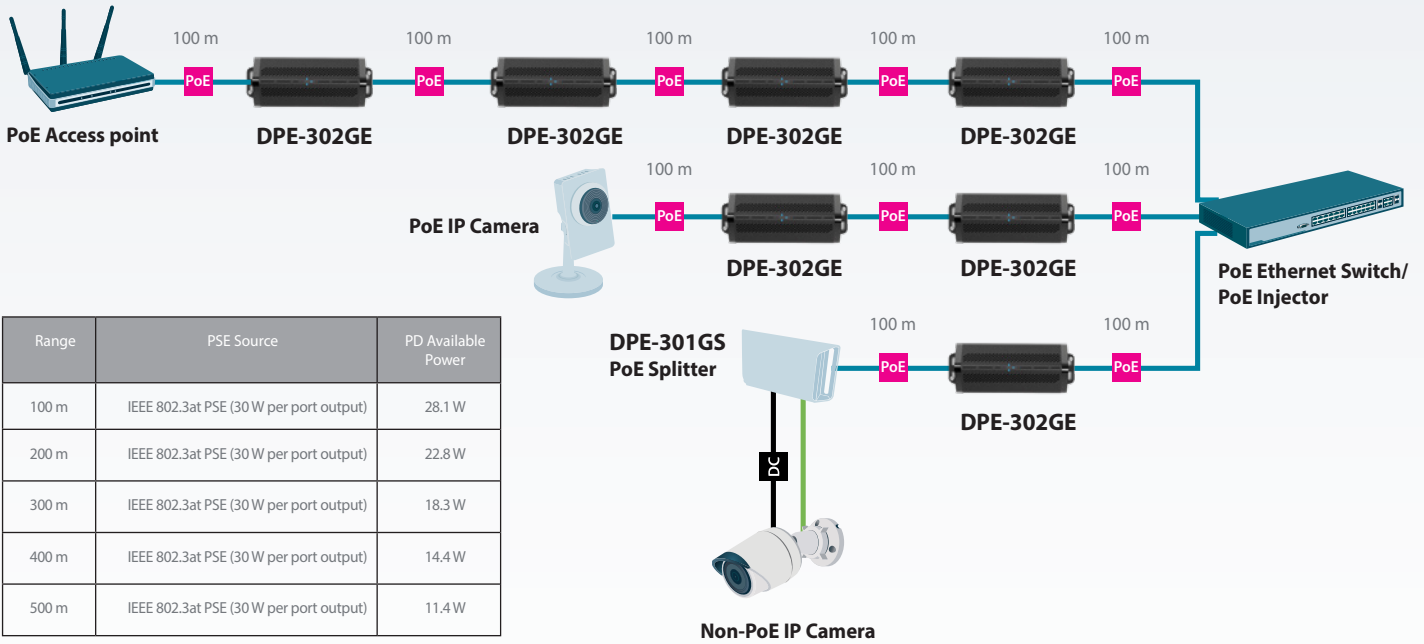 100 m 100 m 100 m 100 m 100 m
PoE PoE PoE PoE PoE
PoE Access point DPE-302GE DPE-302GE DPE-302GE DPE-302GE
100 m 100 m 100 m
PoE PoE PoE
PoE IP Camera
DPE-302GE DPE-302GE
PoE Ethernet Switch/
PoE Injector
100 m 100 m
DPE-301GS
PoE Splitter
PoE PoE
DPE-302GE
DC
Non-PoE IP Camera
Range PSE Source PD Available
Power
100 m IEEE 802.3at PSE (30 W per port output) 28.1 W
200 m IEEE 802.3at PSE (30 W per port output) 22.8 W
300 m IEEE 802.3at PSE (30 W per port output) 18.3 W
400 m IEEE 802.3at PSE (30 W per port output) 14.4 W
500 m IEEE 802.3at PSE (30 W per port output) 11.4 W